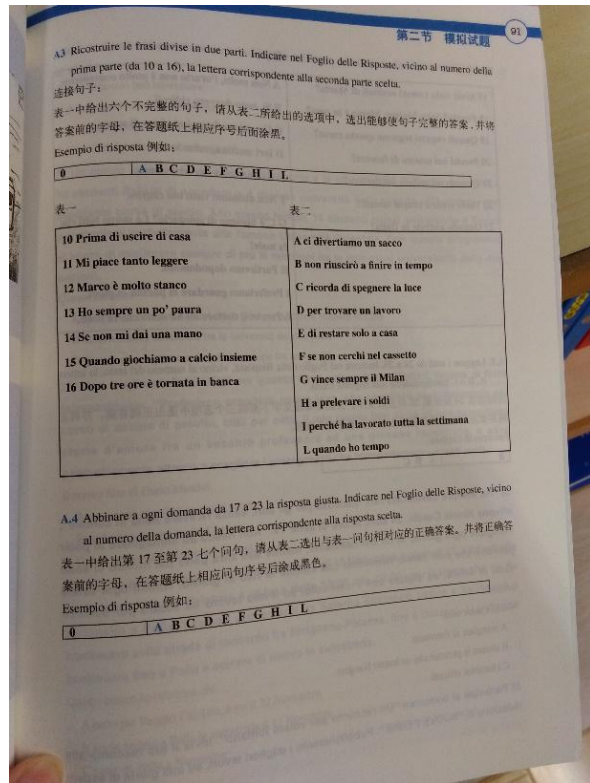 第二节 模拟试题
91
A.3 Ricostruire le frasi divise in due parti. Indicare nel Foglio delle Risposte, vicino al numero della
prima parte (da 10 a 16), la lettera corrispondente alla seconda parte scelta.
连接句子：
表一中给出六个不完整的句子，请从表二所给出的选项中，选出能够使句子完整的答案，并将
答案前的字母，在答题纸上相应序号后面涂黑。
Esempio di risposta 例如：
0 A B C D E F G H I L
表一 表二
10 Prima di uscire di casa
11 Mi piace tanto leggere
12 Marco è molto stanco
13 Ho sempre un po' paura
14 Se non mi dai una mano
15 Quando giochiamo a calcio insieme
16 Dopo tre ore è tornata in banca
A ci divertiamo un sacco
B non riuscirò a finire in tempo
C ricorda di spegnere la luce
D per trovare un lavoro
E di restare solo a casa
F se non cerchi nel cassetto
G vince sempre il Milan
H a prelevare i soldi
I perché ha lavorato tutta la settimana
L quando ho tempo
A.4 Abbinare a ogni domanda da 17 a 23 la risposta giusta. Indicare nel Foglio delle Risposte, vicino
al numero della domanda, la lettera corrispondente alla risposta scelta.
表一中给出第 17 至第 23 七个问句，请从表二选出与表一问句相对应的正确答案。并将正确答
案前的字母，在答题纸上相应问句序号后涂成黑色。
Esempio di risposta 例如：
0 A B C D E F G H I L